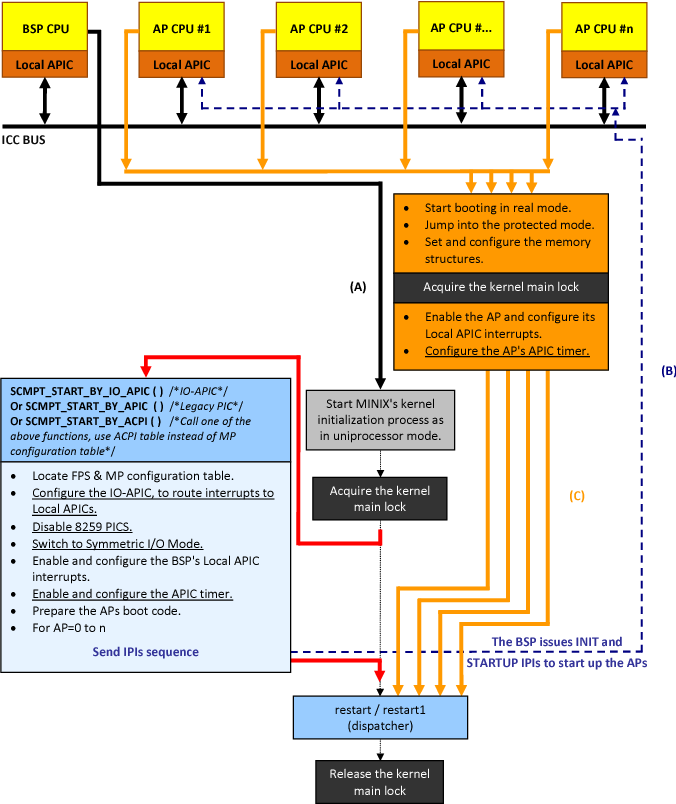 BSP CPU
Local APIC
AP CPU #1
Local APIC
AP CPU #2
Local APIC
AP CPU #...
Local APIC
AP CPU #n
Local APIC
ICC BUS
• Start booting in real mode.
• Jump into the protected mode.
• Set and configure the memory
structures.
Acquire the kernel main lock
• Enable the AP and configure its
Local APIC interrupts.
• Configure the AP's APIC timer.
(A)
(B)
SCMPT_START_BY_IO_APIC ( ) /*IO-APIC*/
Or SCMPT_START_BY_APIC ( ) /*Legacy PIC*/
Or SCMPT_START_BY_ACPI ( ) /*Call one of the
above functions, use ACPI table instead of MP
configuration table*/
• Locate FPS & MP configuration table.
• Configure the IO-APIC, to route interrupts to
Local APICs.
• Disable 8259 PICS.
• Switch to Symmetric I/O Mode.
• Enable and configure the BSP's Local APIC
interrupts.
• Enable and configure the APIC timer.
• Prepare the APs boot code.
• For AP=0 to n
Send IPIs sequence
Start MINIX's kernel
initialization process as
in uniprocessor mode.
Acquire the kernel
main lock
(C)
The BSP issues INIT and
STARTUP IPIs to start up the APs
restart / restart1
(dispatcher)
Release the kernel
main lock